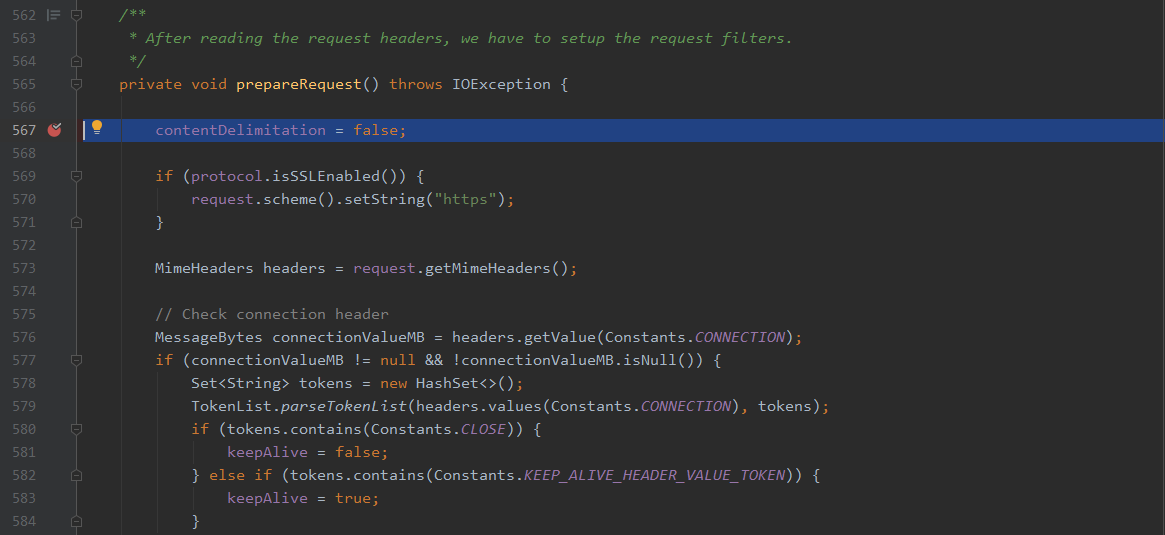 562 /**
563  * After reading the request headers, we have to setup the request filters.
564  */
565 private void prepareRequest() throws IOException {
566
567     contentDelimitation = false;
568
569     if (protocol.isSSLEnabled()) {
570         request.scheme().setString("https");
571     }
572
573     MimeHeaders headers = request.getMimeHeaders();
574
575     // Check connection header
576     MessageBytes connectionValueMB = headers.getValue(Constants.CONNECTION);
577     if (connectionValueMB != null && !connectionValueMB.isNull()) {
578         Set<String> tokens = new HashSet<>();
579         TokenList.parseTokenList(headers.values(Constants.CONNECTION), tokens);
580         if (tokens.contains(Constants.CLOSE)) {
581             keepAlive = false;
582         } else if (tokens.contains(Constants.KEEP_ALIVE_HEADER_VALUE_TOKEN)) {
583             keepAlive = true;
584         }